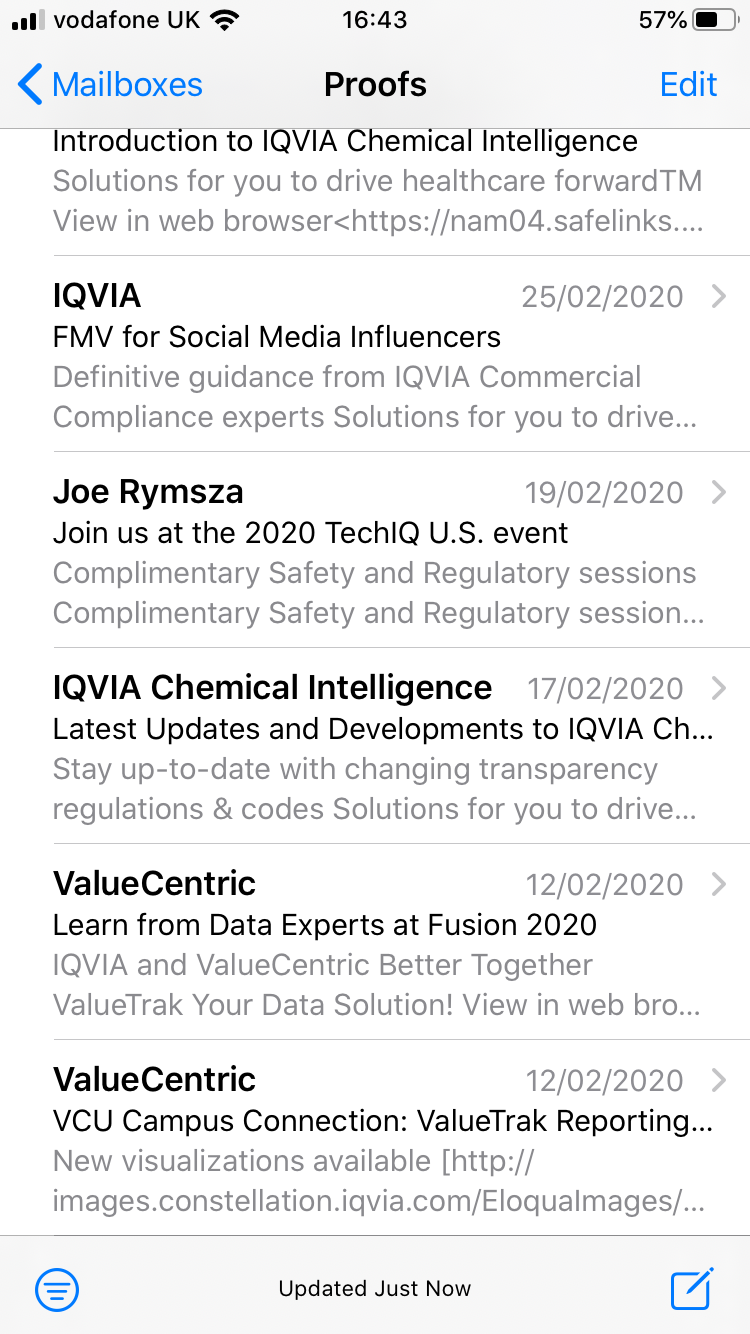 vodafone UK 16:43 57%
Mailboxes Proofs Edit
Introduction to IQVIA Chemical Intelligence
Solutions for you to drive healthcare forwardTM
View in web browser<https://nam04.safelinks....
IQVIA 25/02/2020
FMV for Social Media Influencers
Definitive guidance from IQVIA Commercial
Compliance experts Solutions for you to drive...
Joe Rymsza 19/02/2020
Join us at the 2020 TechIQ U.S. event
Complimentary Safety and Regulatory sessions
Complimentary Safety and Regulatory session...
IQVIA Chemical Intelligence 17/02/2020
Latest Updates and Developments to IQVIA Ch...
Stay up-to-date with changing transparency
regulations & codes Solutions for you to drive...
ValueCentric 12/02/2020
Learn from Data Experts at Fusion 2020
IQVIA and ValueCentric Better Together
ValueTrak Your Data Solution! View in web bro...
ValueCentric 12/02/2020
VCU Campus Connection: ValueTrak Reporting...
New visualizations available [http://
images.constellation.iqvia.com/EloquaImages/...
Updated Just Now